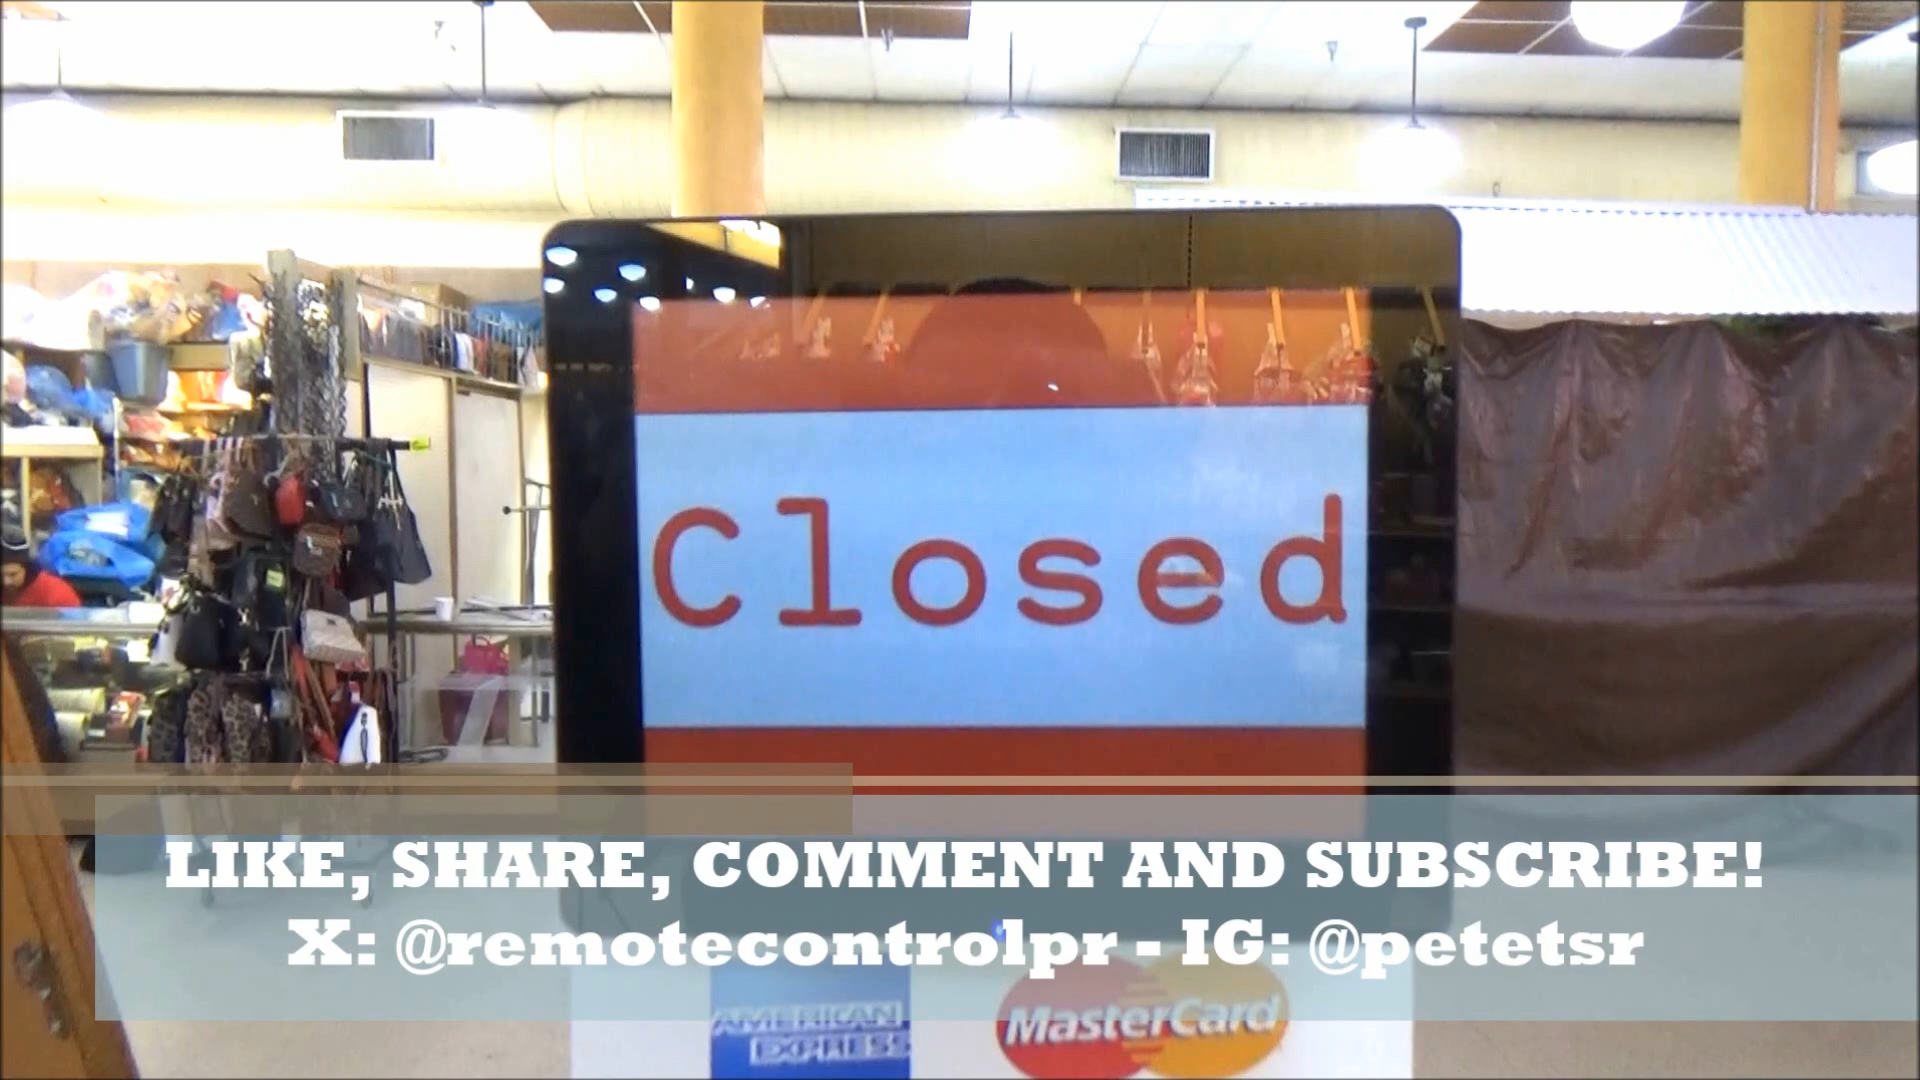 Closed
LIKE, SHARE, COMMENT AND SUBSCRIBE!
X: @remotecontrolpr - IG: @petetsr
AMERICAN
EXPRESS
MasterCard